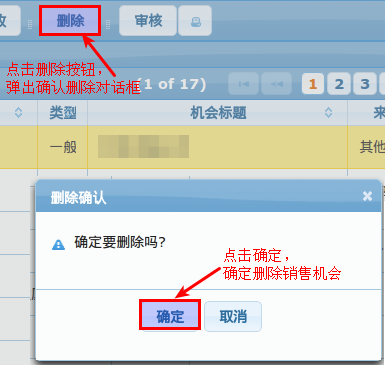 改 删除 审核
点击删除按钮，
弹出确认删除对话框
(1 of 17) 1 2 3
类型 机会标题 来
一般 其他
删除确认
确定要删除吗?
点击确定，
确定删除销售机会
确定 取消